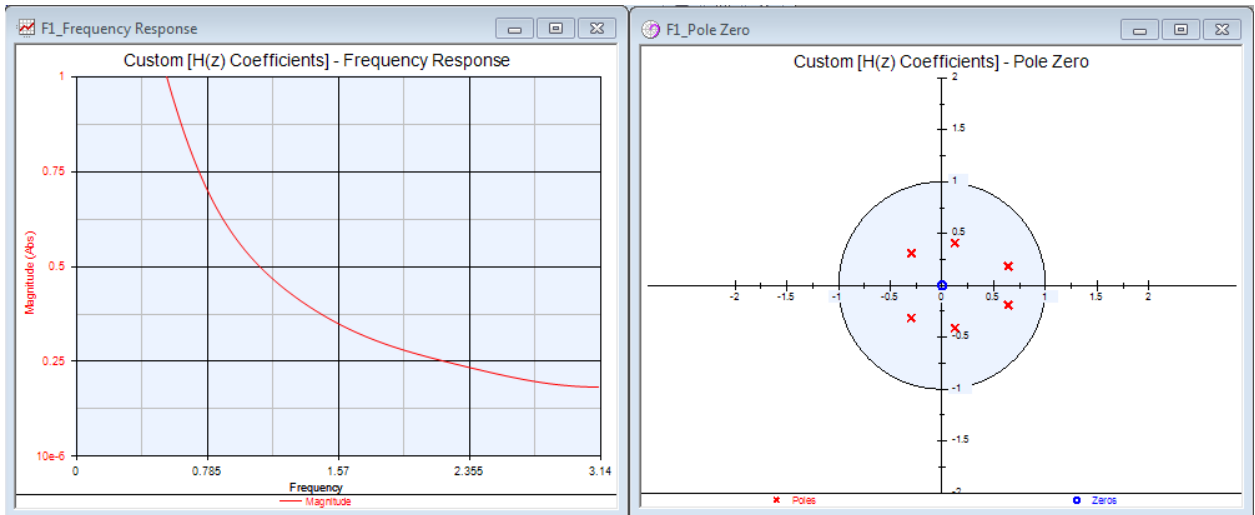 F1_Frequency Response
Custom [H(z) Coefficients] - Frequency Response
1
0.75
0.5
0.25
10e-6
Magnitude (Abs)
0 0.785 1.57 2.355 3.14
Frequency
Magnitude
F1_Pole Zero
Custom [H(z) Coefficients] - Pole Zero
2
1.5
1
0.5
-2 -1.5 -1 -0.5 0 0.5 1 1.5 2
-0.5
-1
-1.5
-2
Poles Zeros